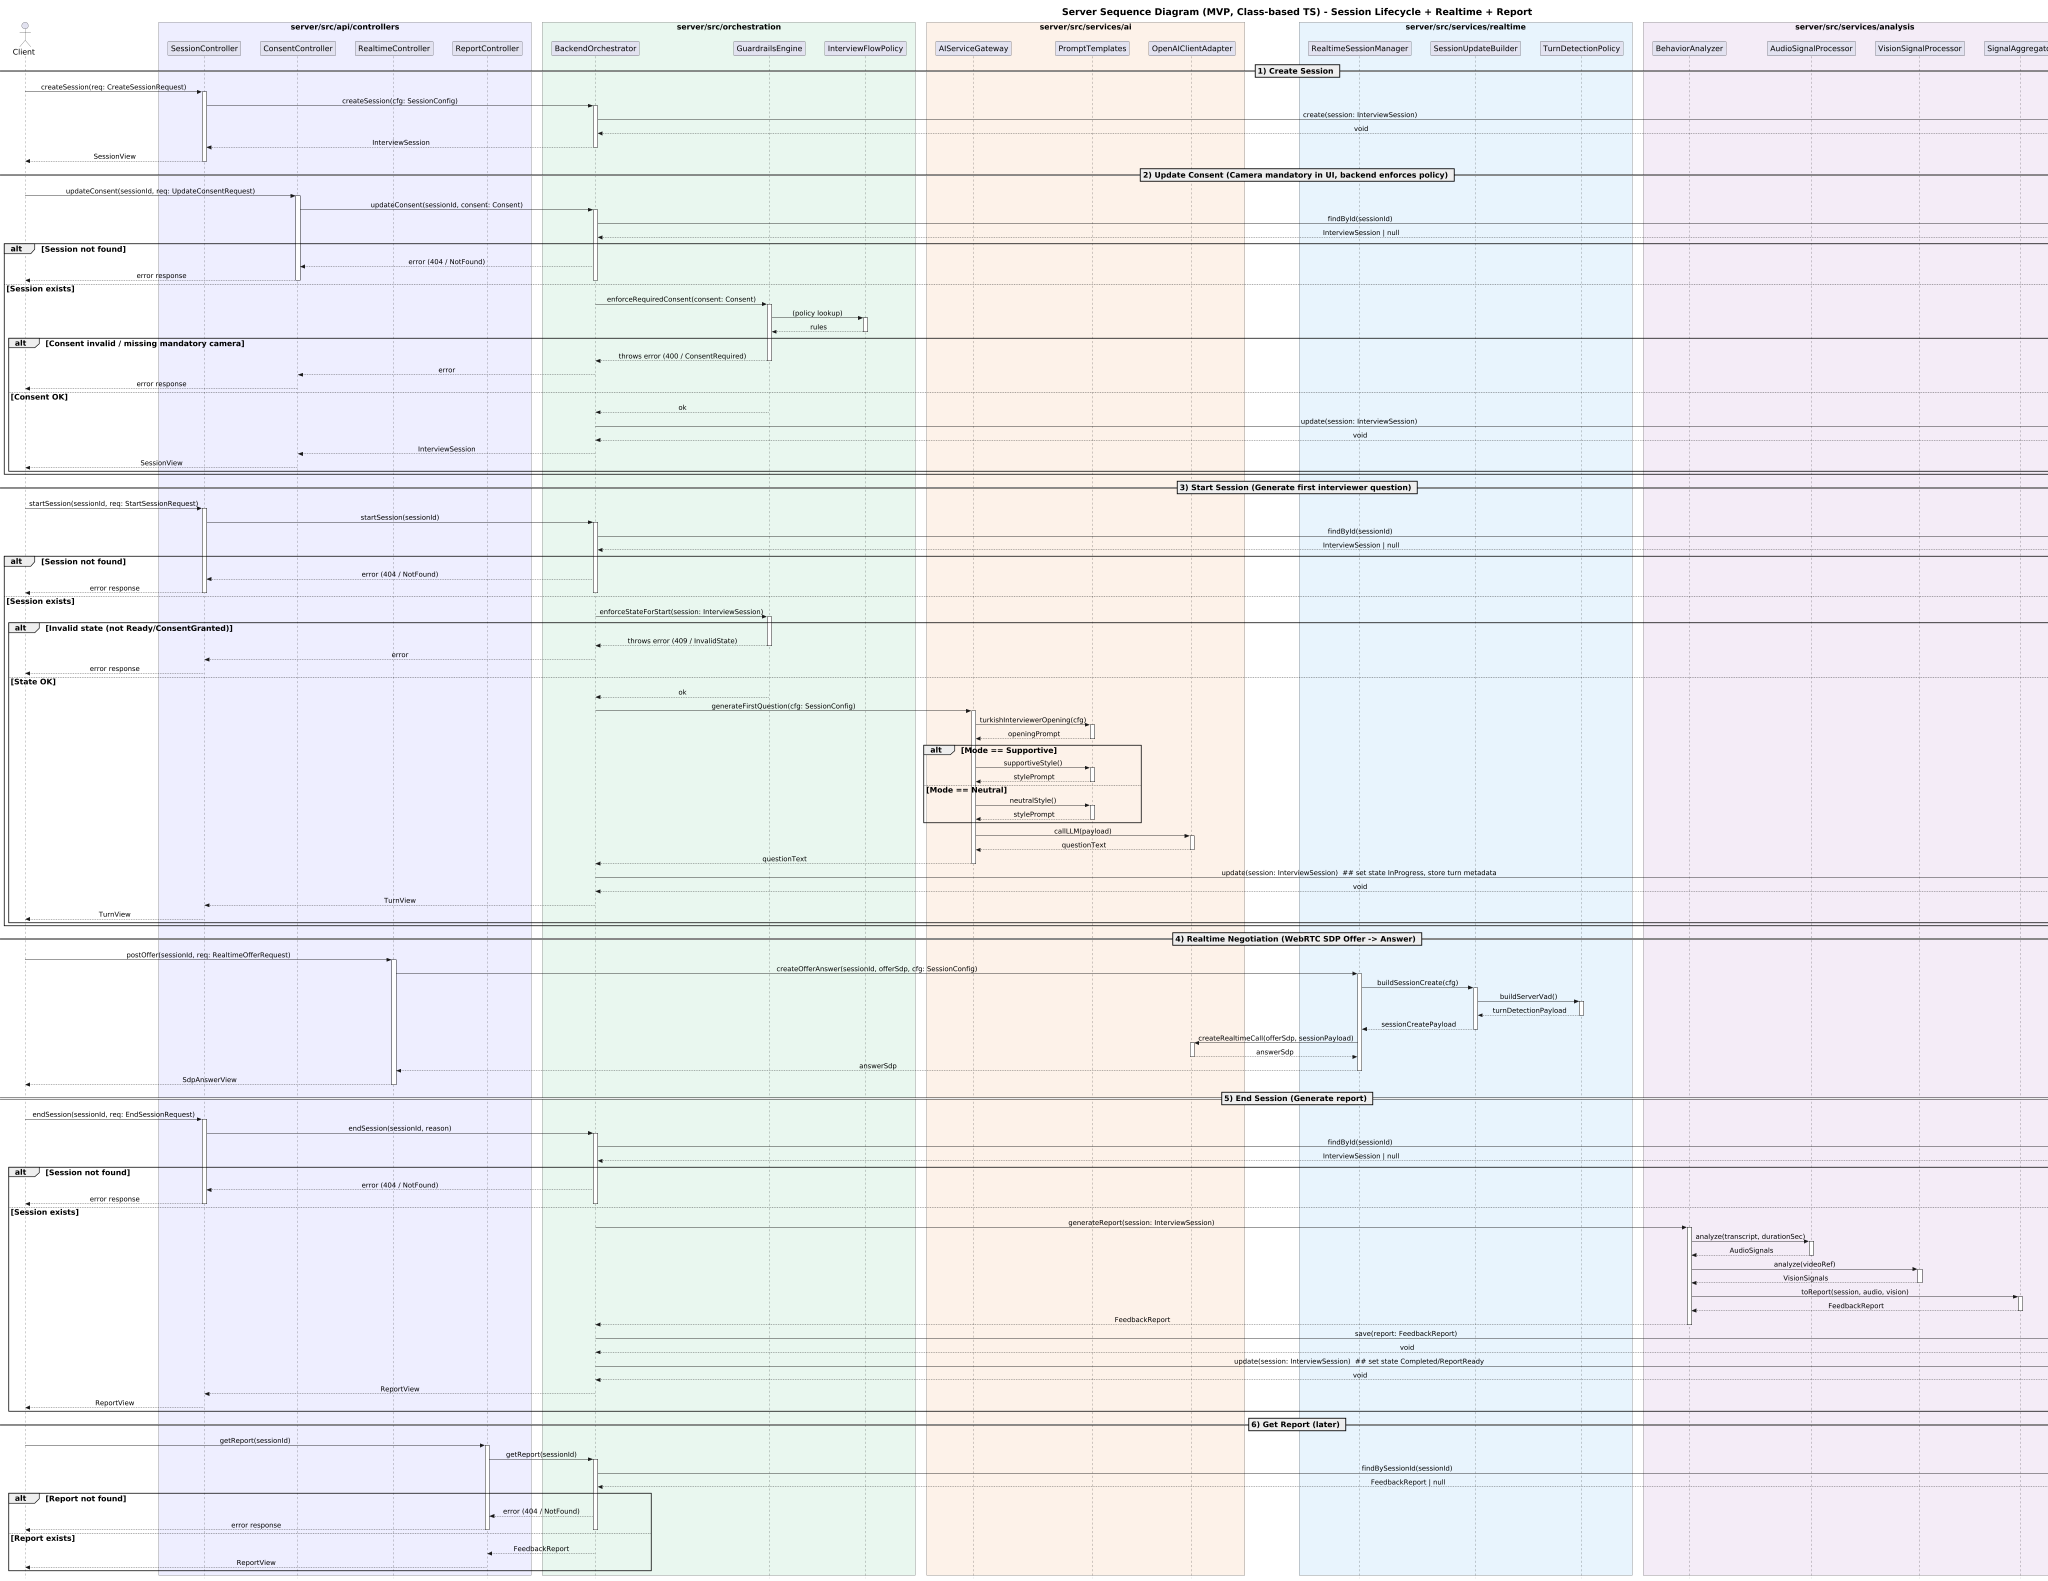 Server Sequence Diagram (MVP, Class-based TS) - Session Lifecycle + Realtime + Report
server/src/api/controllers
server/src/orchestration
server/src/services/ai
server/src/services/realtime
server/src/services/analysis
Client
SessionController
ConsentController
RealtimeController
ReportController
BackendOrchestrator
GuardrailsEngine
InterviewFlowPolicy
AIServiceGateway
PromptTemplates
OpenAIClientAdapter
RealtimeSessionManager
SessionUpdateBuilder
TurnDetectionPolicy
BehaviorAnalyzer
AudioSignalProcessor
VisionSignalProcessor
SignalAggregato
1) Create Session
createSession(req: CreateSessionRequest)
createSession(cfg: SessionConfig)
create(session: InterviewSession)
void
InterviewSession
SessionView
2) Update Consent (Camera mandatory in UI, backend enforces policy)
updateConsent(sessionId, req: UpdateConsentRequest)
updateConsent(sessionId, consent: Consent)
findById(sessionId)
InterviewSession | null
alt [Session not found]
error (404 / NotFound)
error response
[Session exists]
enforceRequiredConsent(consent: Consent)
(policy lookup)
rules
alt [Consent invalid / missing mandatory camera]
throws error (400 / ConsentRequired)
error
error response
[Consent OK]
ok
update(session: InterviewSession)
void
InterviewSession
SessionView
3) Start Session (Generate first interviewer question)
startSession(sessionId, req: StartSessionRequest)
startSession(sessionId)
findById(sessionId)
InterviewSession | null
alt [Session not found]
error (404 / NotFound)
error response
[Session exists]
enforceStateForStart(session: InterviewSession)
alt [Invalid state (not Ready/ConsentGranted)]
throws error (409 / InvalidState)
error
error response
[State OK]
ok
generateFirstQuestion(cfg: SessionConfig)
turkishInterviewerOpening(cfg)
openingPrompt
alt [Mode == Supportive]
supportiveStyle()
stylePrompt
[Mode == Neutral]
neutralStyle()
stylePrompt
callLLM(payload)
questionText
questionText
update(session: InterviewSession)  ## set state InProgress, store turn metadata
void
TurnView
TurnView
4) Realtime Negotiation (WebRTC SDP Offer -> Answer)
postOffer(sessionId, req: RealtimeOfferRequest)
createOfferAnswer(sessionId, offerSdp, cfg: SessionConfig)
buildSessionCreate(cfg)
buildServerVad()
turnDetectionPayload
sessionCreatePayload
createRealtimeCall(offerSdp, sessionPayload)
answerSdp
answerSdp
SdpAnswerView
5) End Session (Generate report)
endSession(sessionId, req: EndSessionRequest)
endSession(sessionId, reason)
findById(sessionId)
InterviewSession | null
alt [Session not found]
error (404 / NotFound)
error response
[Session exists]
generateReport(session: InterviewSession)
analyze(transcript, durationSec)
AudioSignals
analyze(videoRef)
VisionSignals
toReport(session, audio, vision)
FeedbackReport
FeedbackReport
save(report: FeedbackReport)
void
update(session: InterviewSession)  ## set state Completed/ReportReady
void
ReportView
ReportView
6) Get Report (later)
getReport(sessionId)
getReport(sessionId)
findBySessionId(sessionId)
FeedbackReport | null
alt [Report not found]
error (404 / NotFound)
error response
[Report exists]
FeedbackReport
ReportView